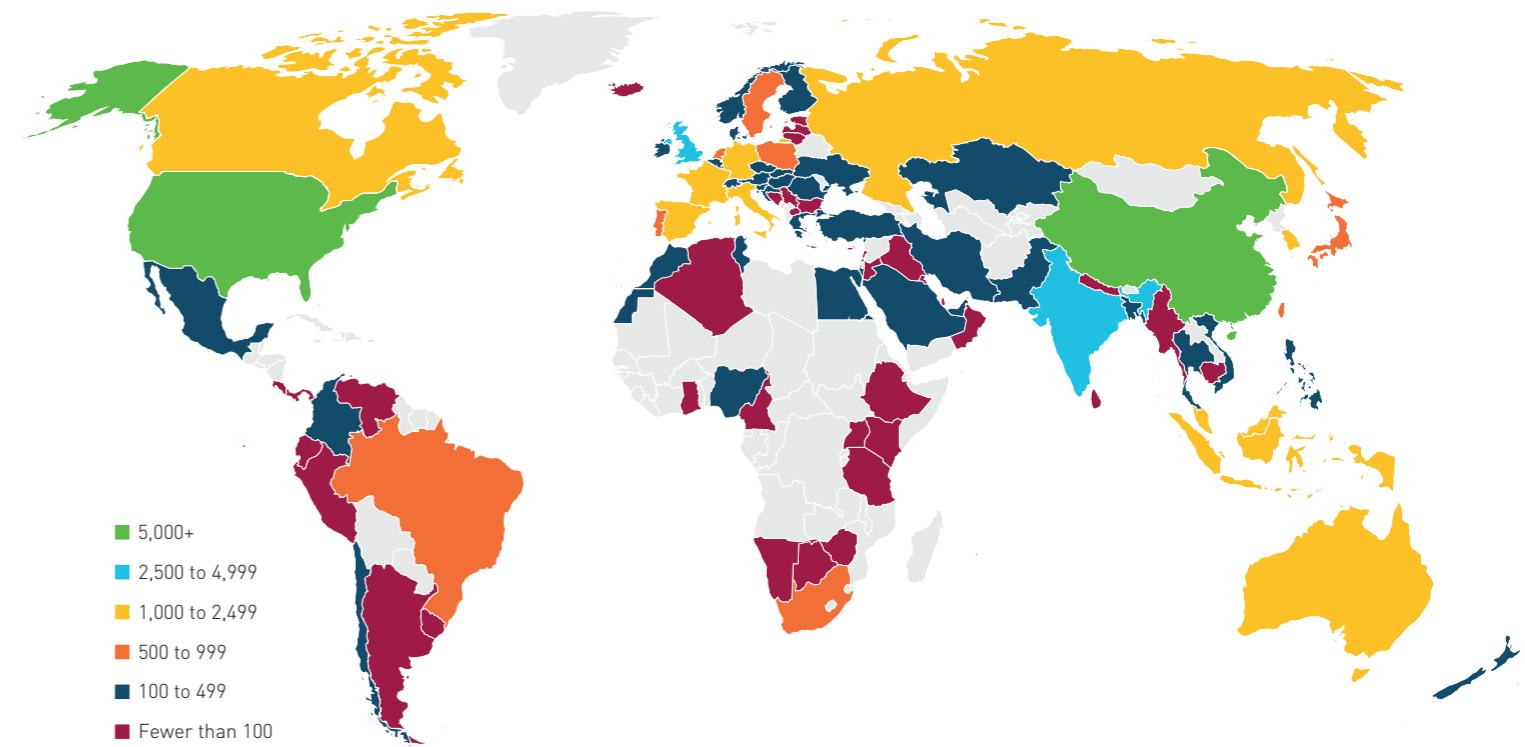 5,000+
2,500 to 4,999
1,000 to 2,499
500 to 999
100 to 499
Fewer than 100